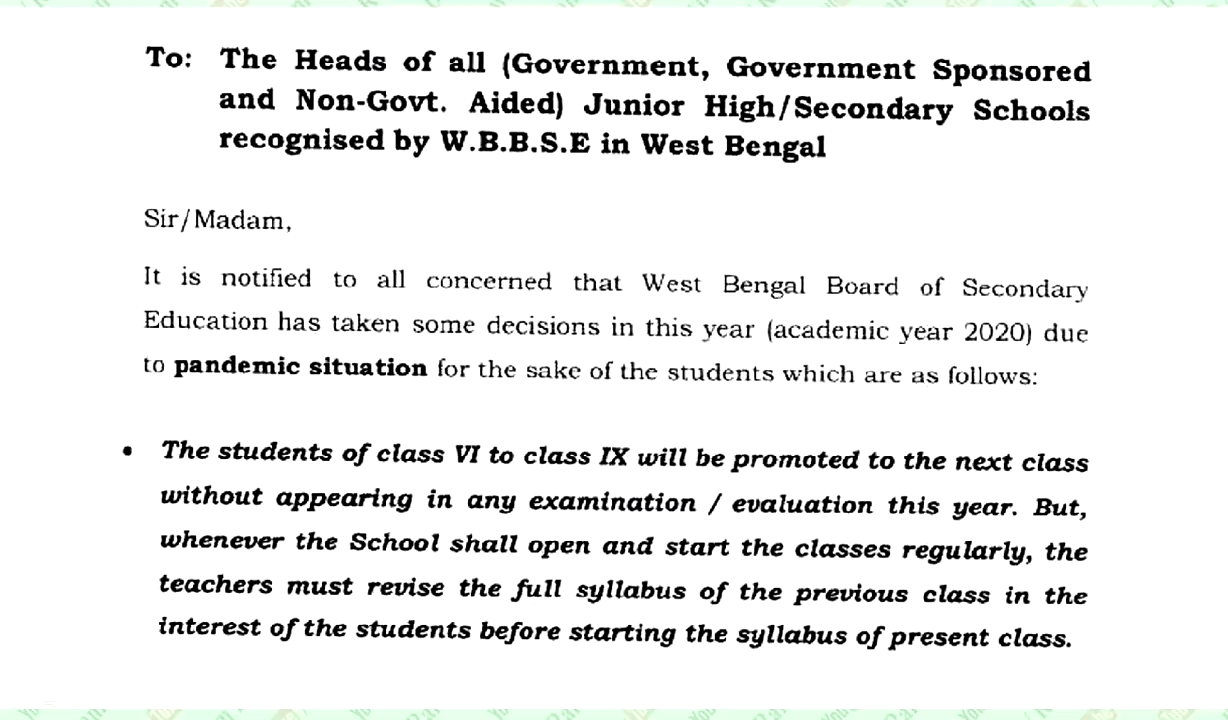 To: The Heads of all (Government, Government Sponsored
and Non-Govt. Aided) Junior High/Secondary Schools
recognised by W.B.B.S.E in West Bengal
Sir/Madam,
It is notified to all concerned that West Bengal Board of Secondary
Education has taken some decisions in this year (academic year 2020) due
to pandemic situation for the sake of the students which are as follows:
• The students of class VI to class IX will be promoted to the next class
without appearing in any examination / evaluation this year. But,
whenever the School shall open and start the classes regularly, the
teachers must revise the full syllabus of the previous class in the
interest of the students before starting the syllabus of present class.